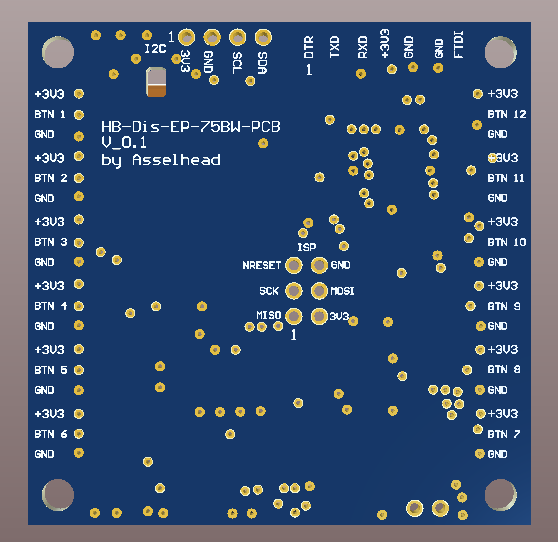 I2C
1
3V3
GND
SCL
SDA
DTR
TXD
RXD
+3V3
GND
GND
FTDI
1
+3V3
BTN 1
GND
+3V3
BTN 2
GND
+3V3
BTN 3
GND
+3V3
BTN 4
GND
+3V3
BTN 5
GND
+3V3
BTN 6
GND
HB-Dis-EP-75BW-PCB
V_0.1
by Asselhead
ISP
NRESET
GND
SCK
MOSI
MISO
3V3
1
+3V3
BTN 12
GND
+3V3
BTN 11
GND
+3V3
BTN 10
GND
+3V3
BTN 9
GND
+3V3
BTN 8
GND
+3V3
BTN 7
GND